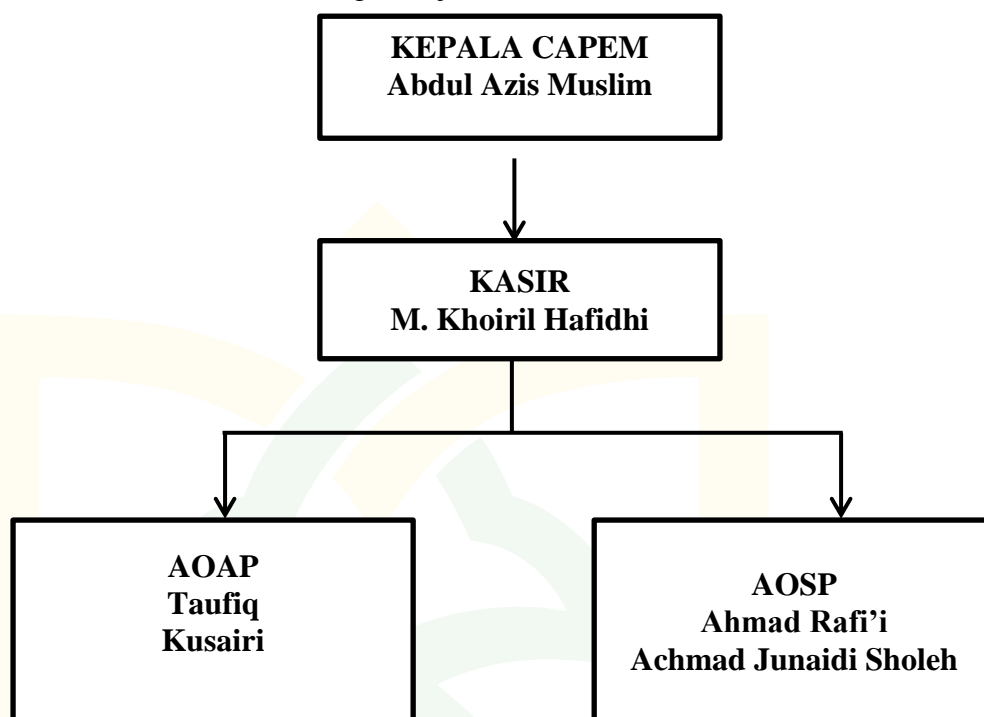 KEPALA CAPEM
Abdul Azis Muslim
KASIR
M. Khoiril Hafidhi
AOAP
Taufiq
Kusairi
AOSP
Ahmad Rafi’i
Achmad Junaidi Sholeh